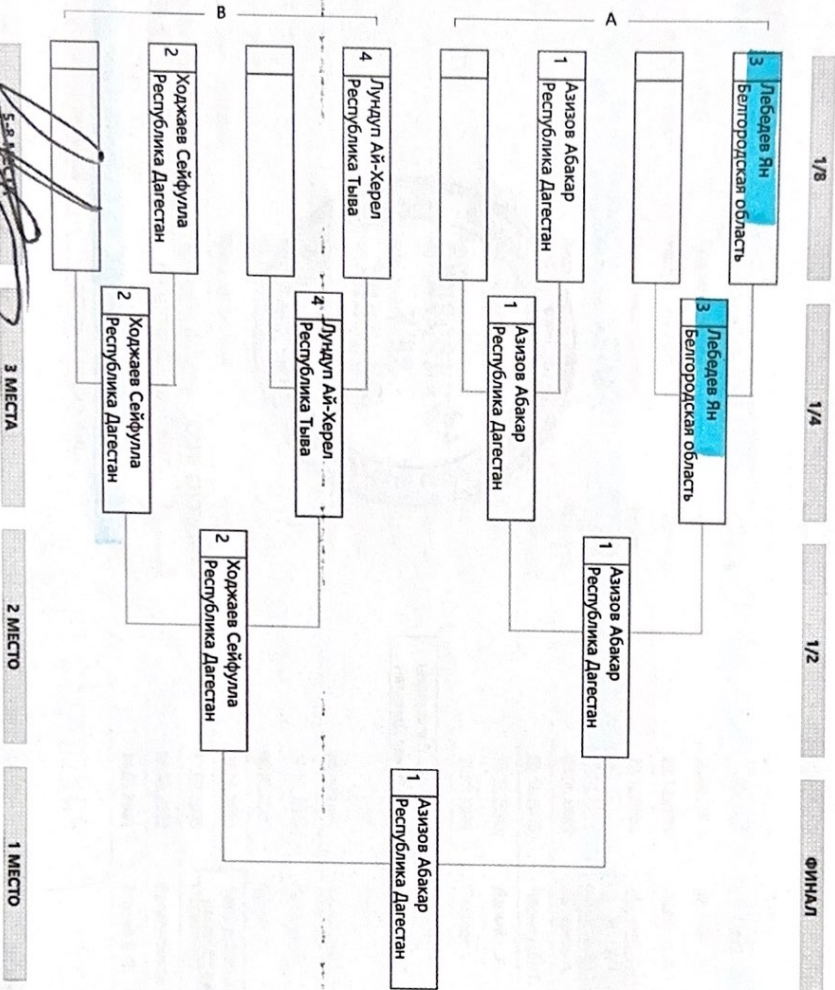 1/8
1/4
1/2
ФИНАЛ
A
3 Лебедев Ян
Белгородская область
3 Лебедев Ян
Белгородская область
1 Азизов Абакар
Республика Дагестан
1 Азизов Абакар
Республика Дагестан
1 Азизов Абакар
Республика Дагестан
1 Азизов Абакар
Республика Дагестан
B
4 Лундуп Ай-Херел
Республика Тыва
4 Лундуп Ай-Херел
Республика Тыва
2 Ходжаев Сейфулла
Республика Дагестан
2 Ходжаев Сейфулла
Республика Дагестан
2 Ходжаев Сейфулла
Республика Дагестан
5-8 МЕСТА
3 МЕСТА
2 МЕСТО
1 МЕСТО